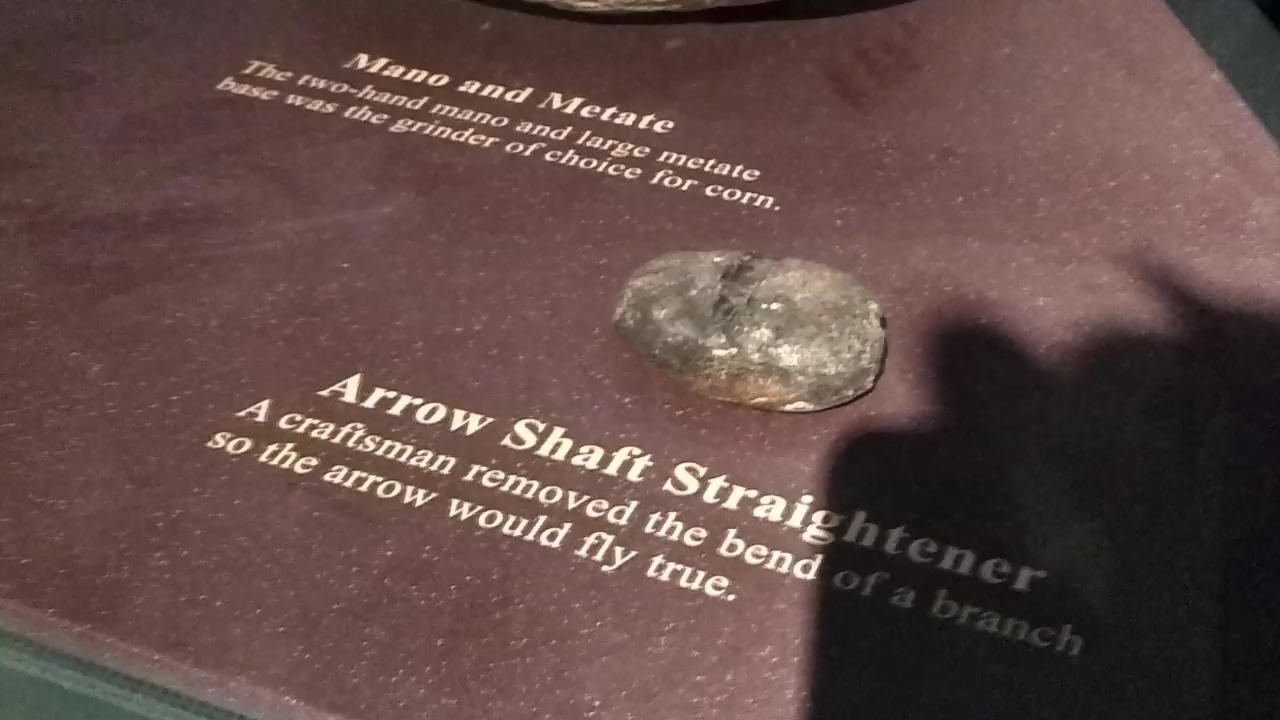 Mano and Metate
The two-hand mano and large metate
base was the grinder of choice for corn.
Arrow Shaft Straightener
A craftsman removed the bend of a branch
so the arrow would fly true.